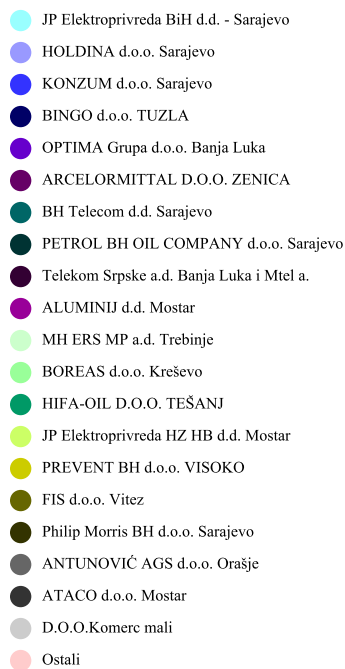 JP Elektroprivreda BiH d.d. - Sarajevo
HOLDINA d.o.o. Sarajevo
KONZUM d.o.o. Sarajevo
BINGO d.o.o. TUZLA
OPTIMA Grupa d.o.o. Banja Luka
ARCELORMITTAL D.O.O. ZENICA
BH Telecom d.d. Sarajevo
PETROL BH OIL COMPANY d.o.o. Sarajevo
Telekom Srpske a.d. Banja Luka i Mtel a.
ALUMINIJ d.d. Mostar
MH ERS MP a.d. Trebinje
BOREAS d.o.o. Kreševo
HIFA-OIL D.O.O. TEŠANJ
JP Elektroprivreda HZ HB d.d. Mostar
PREVENT BH d.o.o. VISOKO
FIS d.o.o. Vitez
Philip Morris BH d.o.o. Sarajevo
ANTUNOVIĆ AGS d.o.o. Orašje
ATACO d.o.o. Mostar
D.O.O.Komerc mali
Ostali